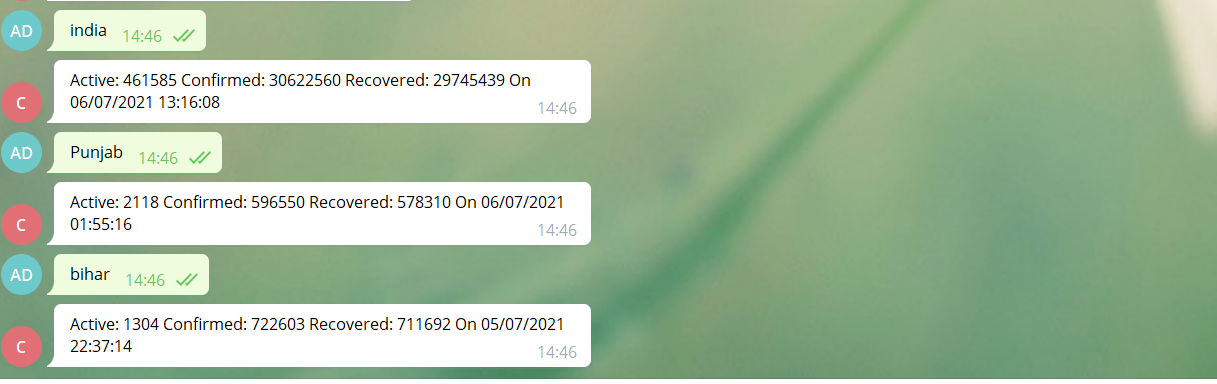 AD
india 14:46
Active: 461585 Confirmed: 30622560 Recovered: 29745439 On
06/07/2021 13:16:08
C
14:46
AD
Punjab 14:46
Active: 2118 Confirmed: 596550 Recovered: 578310 On 06/07/2021
01:55:16
C
14:46
AD
bihar 14:46
Active: 1304 Confirmed: 722603 Recovered: 711692 On 05/07/2021
22:37:14
C
14:46